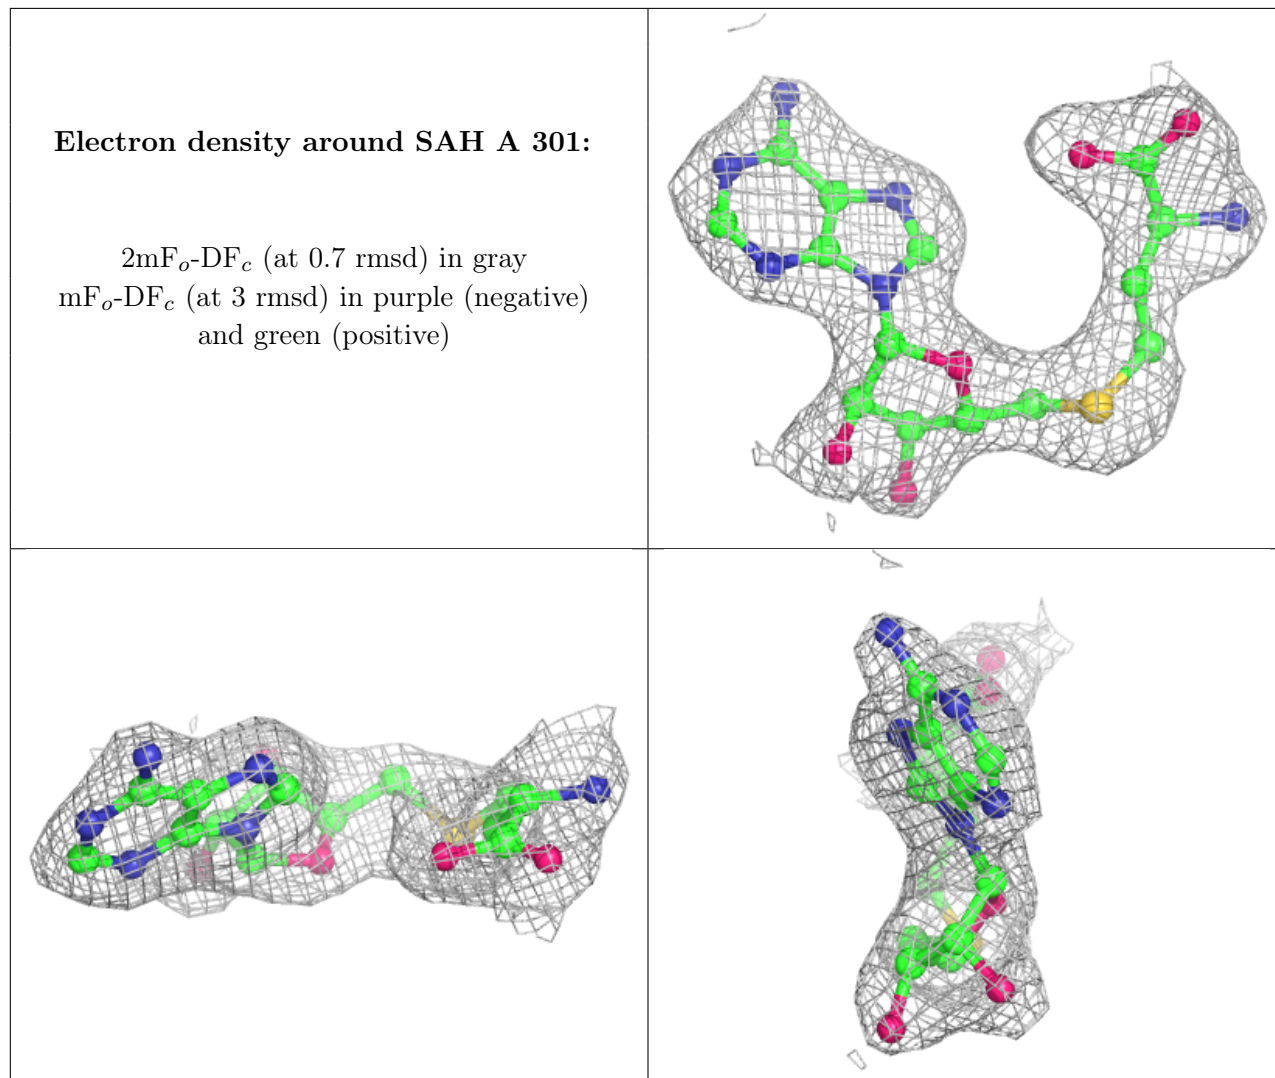 Electron density around SAH A 301:
2mFo-DFc (at 0.7 rmsd) in gray
mFo-DFc (at 3 rmsd) in purple (negative)
and green (positive)